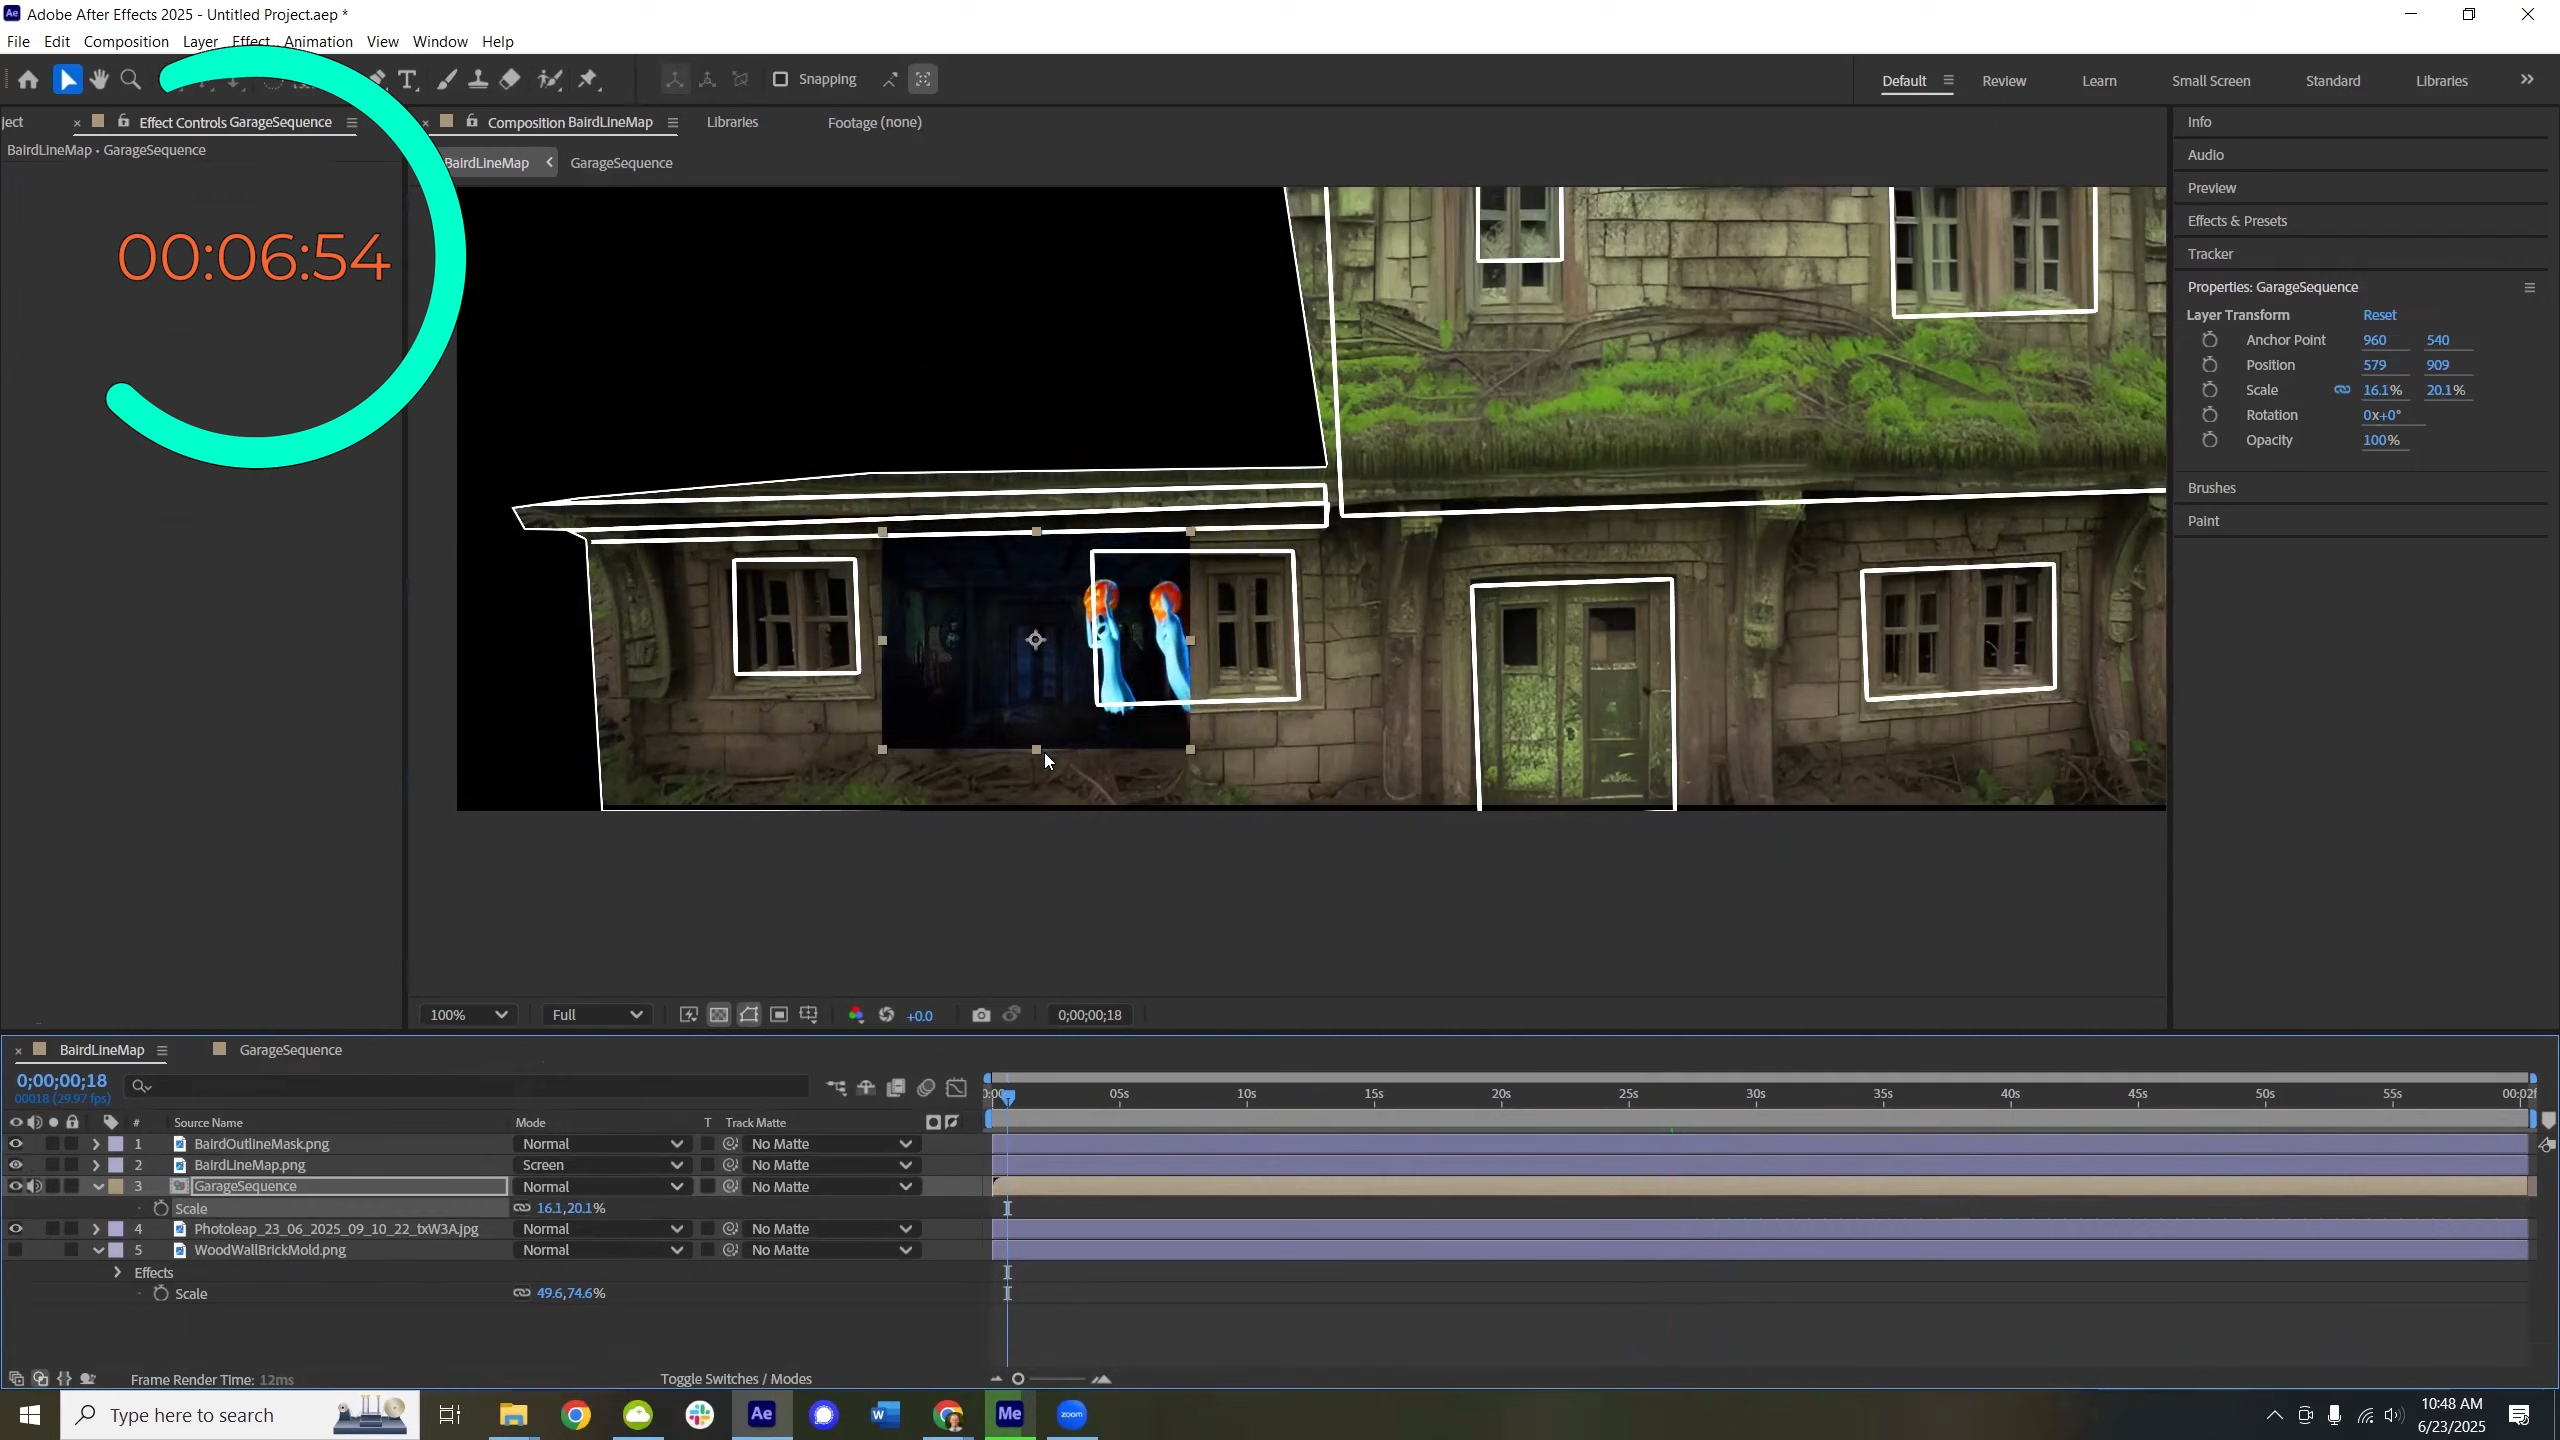 Adobe After Effects 2025 - Untitled Project.aep *
File Edit Composition Layer Effect Animation View Window Help
Snapping
Default Review Learn Small Screen Standard Libraries
ject Effect Controls GarageSequence
Composition BairdLineMap Libraries Footage (none)
BairdLineMap • GarageSequence
BairdLineMap GarageSequence
00:06:54
Info
Audio
Preview
Effects & Presets
Tracker
Properties: GarageSequence
Layer Transform Reset
Anchor Point 960 540
Position 579 909
Scale 16.1% 20.1%
Rotation 0x+0°
Opacity 100%
Brushes
Paint
100% Full +0.0 0;00;00;18
BairdLineMap GarageSequence
0;00;00;18
00018 (29.97 fps)
05s 10s 15s 20s 25s 30s 35s 40s 45s 50s 55s
# Source Name Mode T Track Matte
1 BairdOutlineMask.png Normal No Matte
2 BairdLineMap.png Screen No Matte
3 GarageSequence Normal No Matte
Scale 16.1,20.1%
4 Photoleap_23_06_2025_09_10_22_txW3A.jpg Normal No Matte
5 WoodWallBrickMold.png Normal No Matte
Effects
Scale 49.6,74.6%
Frame Render Time: 12ms Toggle Switches / Modes
Type here to search
Ae
W
Me
zoom
10:48 AM
6/23/2025